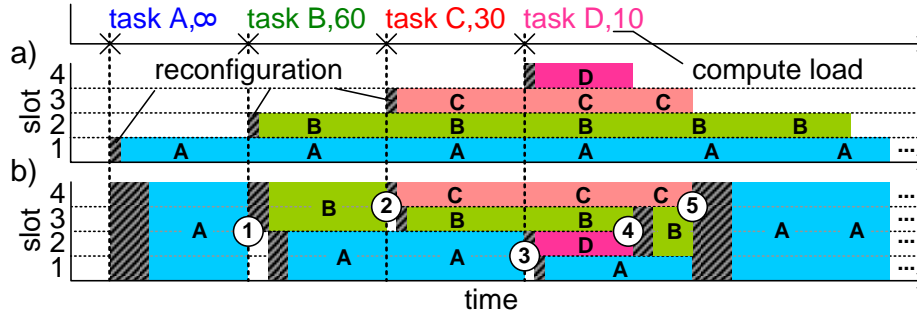 task A,∞ task B,60 task C,30 task D,10
a)
reconfiguration compute load
slot
4 D
3 C C C
2 B B B B B
1 A A A A A A ...
b)
slot
4 C C C ...
3 A 1 B 2 B B 4 B 5 A A ...
2 A A 3 D ...
1 A ...
time